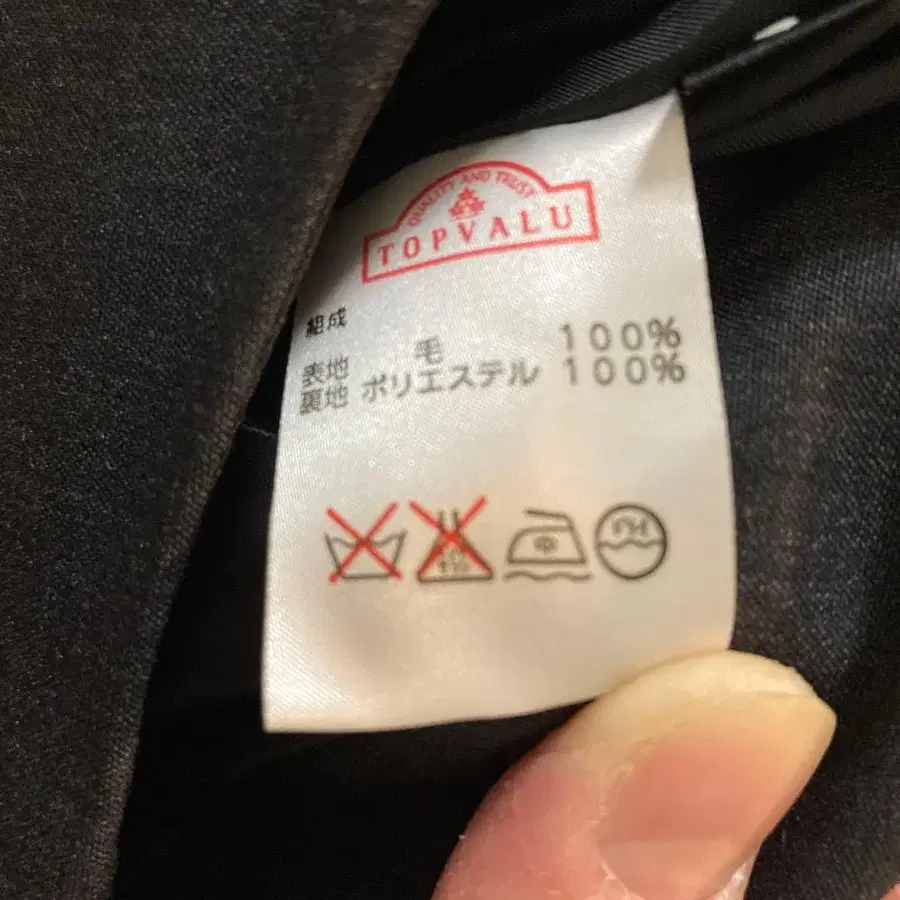 QUALITY AND TRUST
TOPVALU
組成
表地 毛 100%
裏地 ポリエステル 100%
中